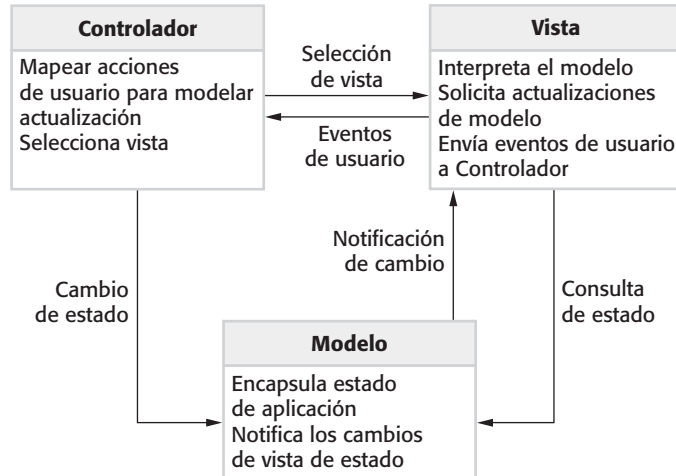 Controlador
Mapear acciones
de usuario para modelar
actualización
Selecciona vista
Selección
de vista
Eventos
de usuario
Vista
Interpreta el modelo
Solicita actualizaciones
de modelo
Envía eventos de usuario
a Controlador
Cambio
de estado
Notificación
de cambio
Consulta
de estado
Modelo
Encapsula estado
de aplicación
Notifica los cambios
de vista de estado